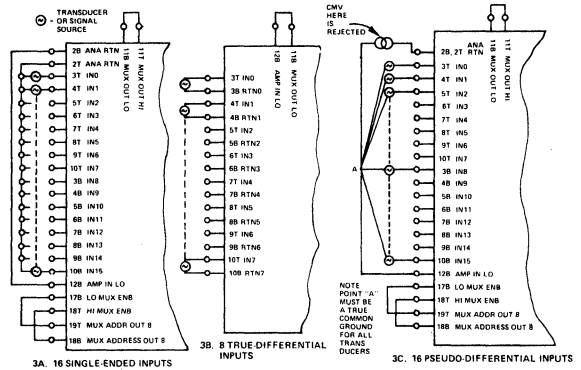 TRANSDUCER
OR SIGNAL
SOURCE
11B MUX OUT LO
11T MUX OUT HI
2B ANA RTN
2T ANA RTN
3T IN0
4T IN1
5T IN2
6T IN3
7T IN4
8T IN5
9T IN6
10T IN7
3B IN8
4B IN9
5B IN10
6B IN11
7B IN12
8B IN13
9B IN14
10B IN15
12B AMP IN LO
17B LO MUX ENB
18T HI MUX ENB
19T MUX ADDR OUT 8
18B MUX ADDRESS OUT 8
3A. 16 SINGLE-ENDED INPUTS
12B AMP IN LO
11B MUX OUT LO
3T IN0
3B RTN0
4T IN1
4B RTN1
5T IN2
5B RTN2
6T IN3
6B RTN3
7T IN4
7B RTN4
8T IN5
8B RTN5
9T IN6
9B RTN6
10T IN7
10B RTN7
3B. 8 TRUE-DIFFERENTIAL
INPUTS
CMV
HERE
IS
REJECTED
11B MUX OUT LO
11T MUX OUT HI
2B, 2T ANA RTN
3T IN0
4T IN1
5T IN2
6T IN3
7T IN4
8T IN5
9T IN6
10T IN7
3B IN8
4B IN9
5B IN10
6B IN11
7B IN12
8B IN13
9B IN14
10B IN15
12B AMP IN LO
17B LO MUX ENB
18T HI MUX ENB
19T MUX ADDR OUT 8
18B MUX ADDRESS OUT 8
A
NOTE
POINT "A"
MUST BE
A TRUE
COMMON
GROUND
FOR ALL
TRANS
DUCERS
3C. 16 PSEUDO-DIFFERENTIAL INPUTS